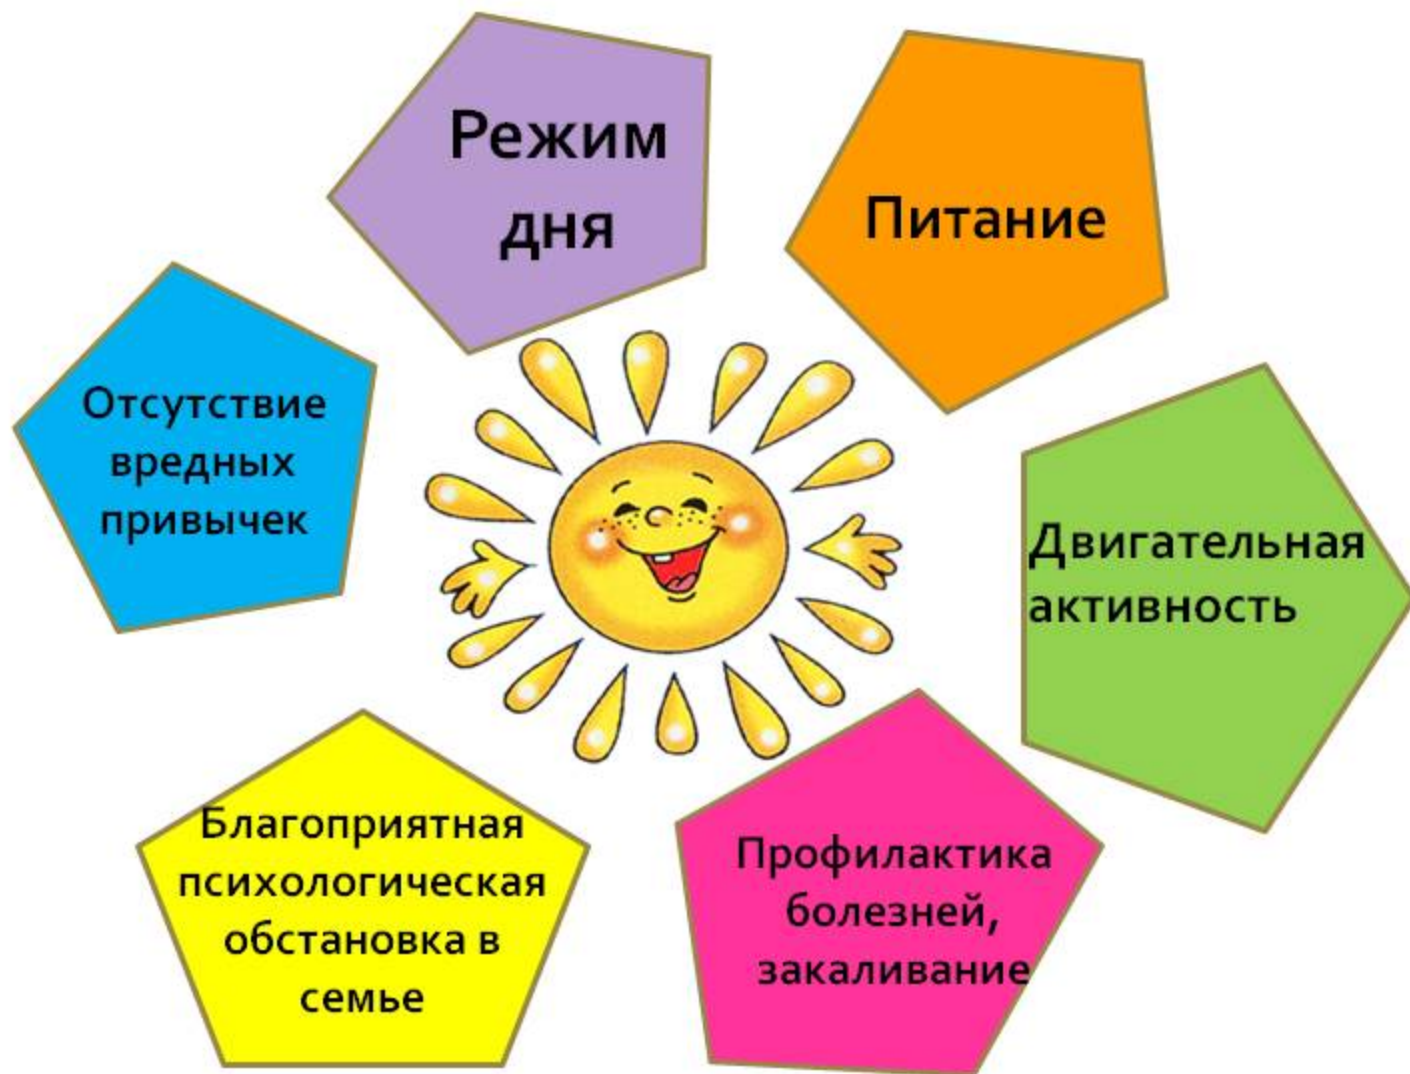 Режим
дня
Питание
Отсутствие
вредных
привычек
Двигательная
активность
Благоприятная
психологическая
обстановка в
семье
Профилактика
болезней,
закаливание